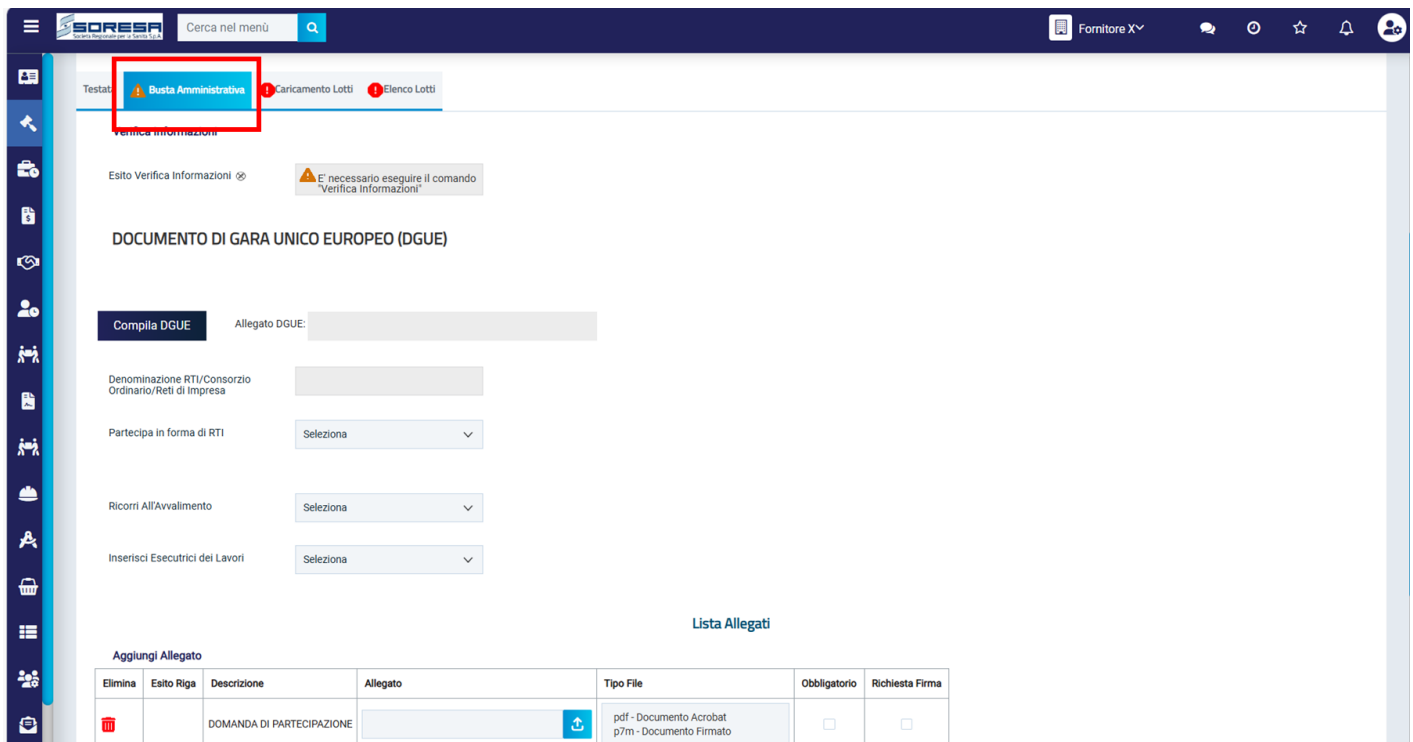 SORESA
Società Regionale per la Sanità S.p.A.
Cerca nel menù
Fornitore X
Testata
Busta Amministrativa
Caricamento Lotti
Elenco Lotti
Verifica Informazioni
Esito Verifica Informazioni
E' necessario eseguire il comando
"Verifica Informazioni"
DOCUMENTO DI GARA UNICO EUROPEO (DGUE)
Compila DGUE
Allegato DGUE:
Denominazione RTI/Consorzio
Ordinario/Reti di Impresa
Partecipa in forma di RTI
Seleziona
Ricorri All'Avvalimento
Seleziona
Inserisci Esecutrici dei Lavori
Seleziona
Lista Allegati
Aggiungi Allegato
Elimina Esito Riga Descrizione Allegato Tipo File Obbligatorio Richiesta Firma
DOMANDA DI PARTECIPAZIONE
pdf - Documento Acrobat
p7m - Documento Firmato